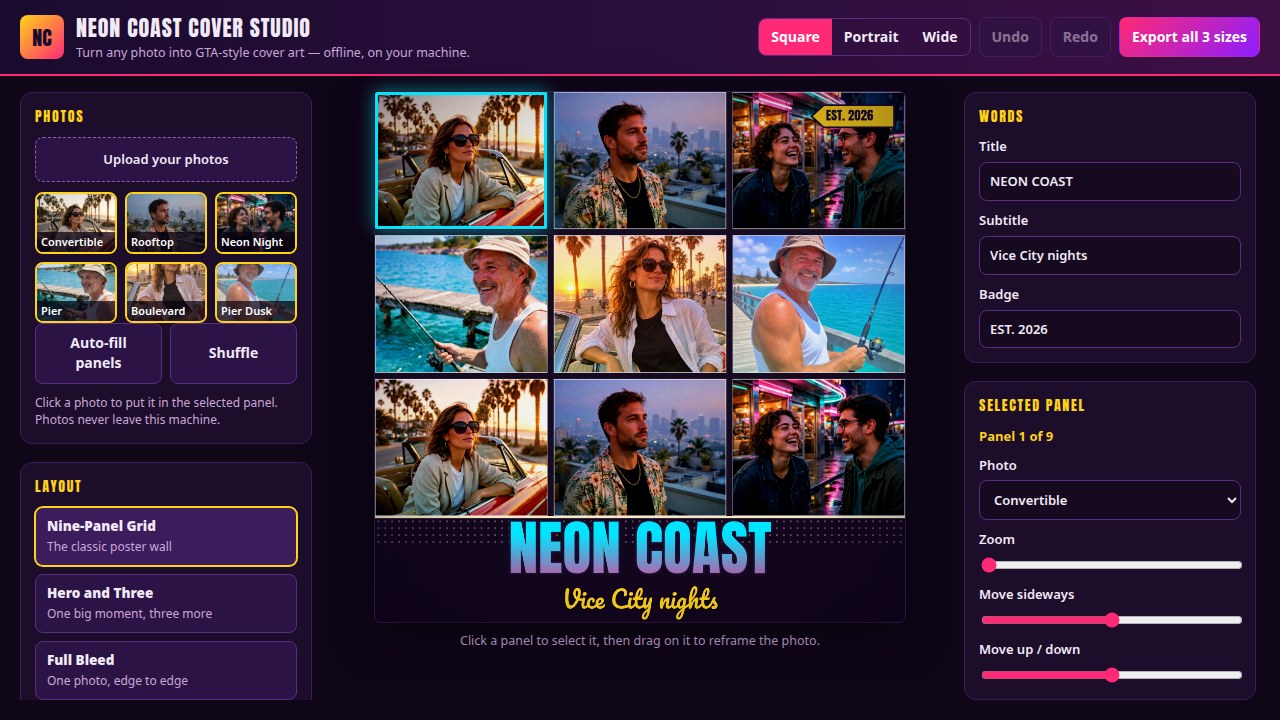 NC
NEON COAST COVER STUDIO
Turn any photo into GTA-style cover art — offline, on your machine.
Square
Portrait
Wide
Undo
Redo
Export all 3 sizes
PHOTOS
Upload your photos
Convertible
Rooftop
Neon Night
Pier
Boulevard
Pier Dusk
Auto-fill
panels
Shuffle
Click a photo to put it in the selected panel.
Photos never leave this machine.
LAYOUT
Nine-Panel Grid
The classic poster wall
Hero and Three
One big moment, three more
Full Bleed
One photo, edge to edge
EST. 2026
NEON COAST
Vice City nights
Click a panel to select it, then drag on it to reframe the photo.
WORDS
Title
NEON COAST
Subtitle
Vice City nights
Badge
EST. 2026
SELECTED PANEL
Panel 1 of 9
Photo
Convertible
Zoom
Move sideways
Move up / down